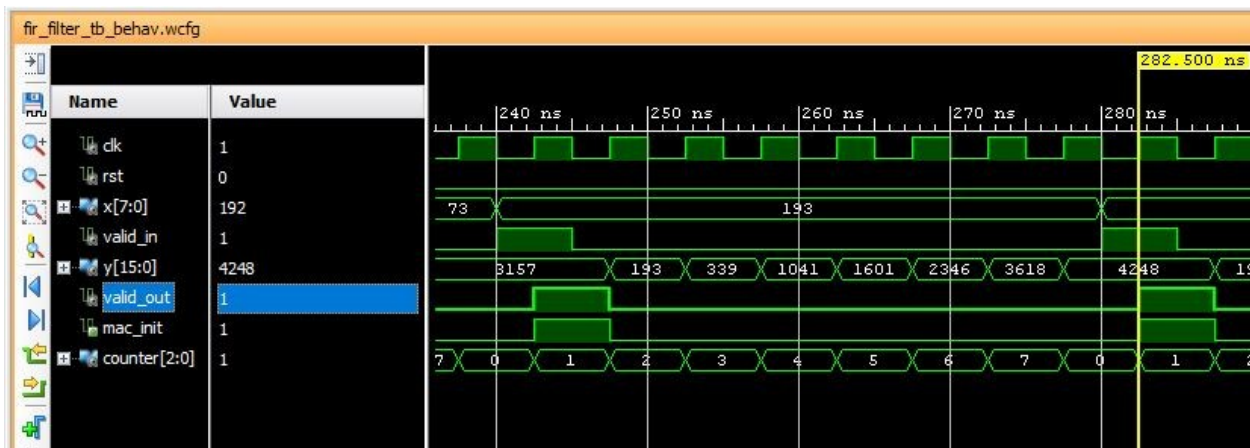 fir_filter_tb_behav.wcfg
282.500 ns
Name Value
240 ns 250 ns 260 ns 270 ns 280 ns
clk 1
rst 0
x[7:0] 192 73 193
valid_in 1
y[15:0] 4248 3157 193 339 1041 1601 2346 3618 4248 19
valid_out 1
mac_init 1
counter[2:0] 1 7 0 1 2 3 4 5 6 7 0 1